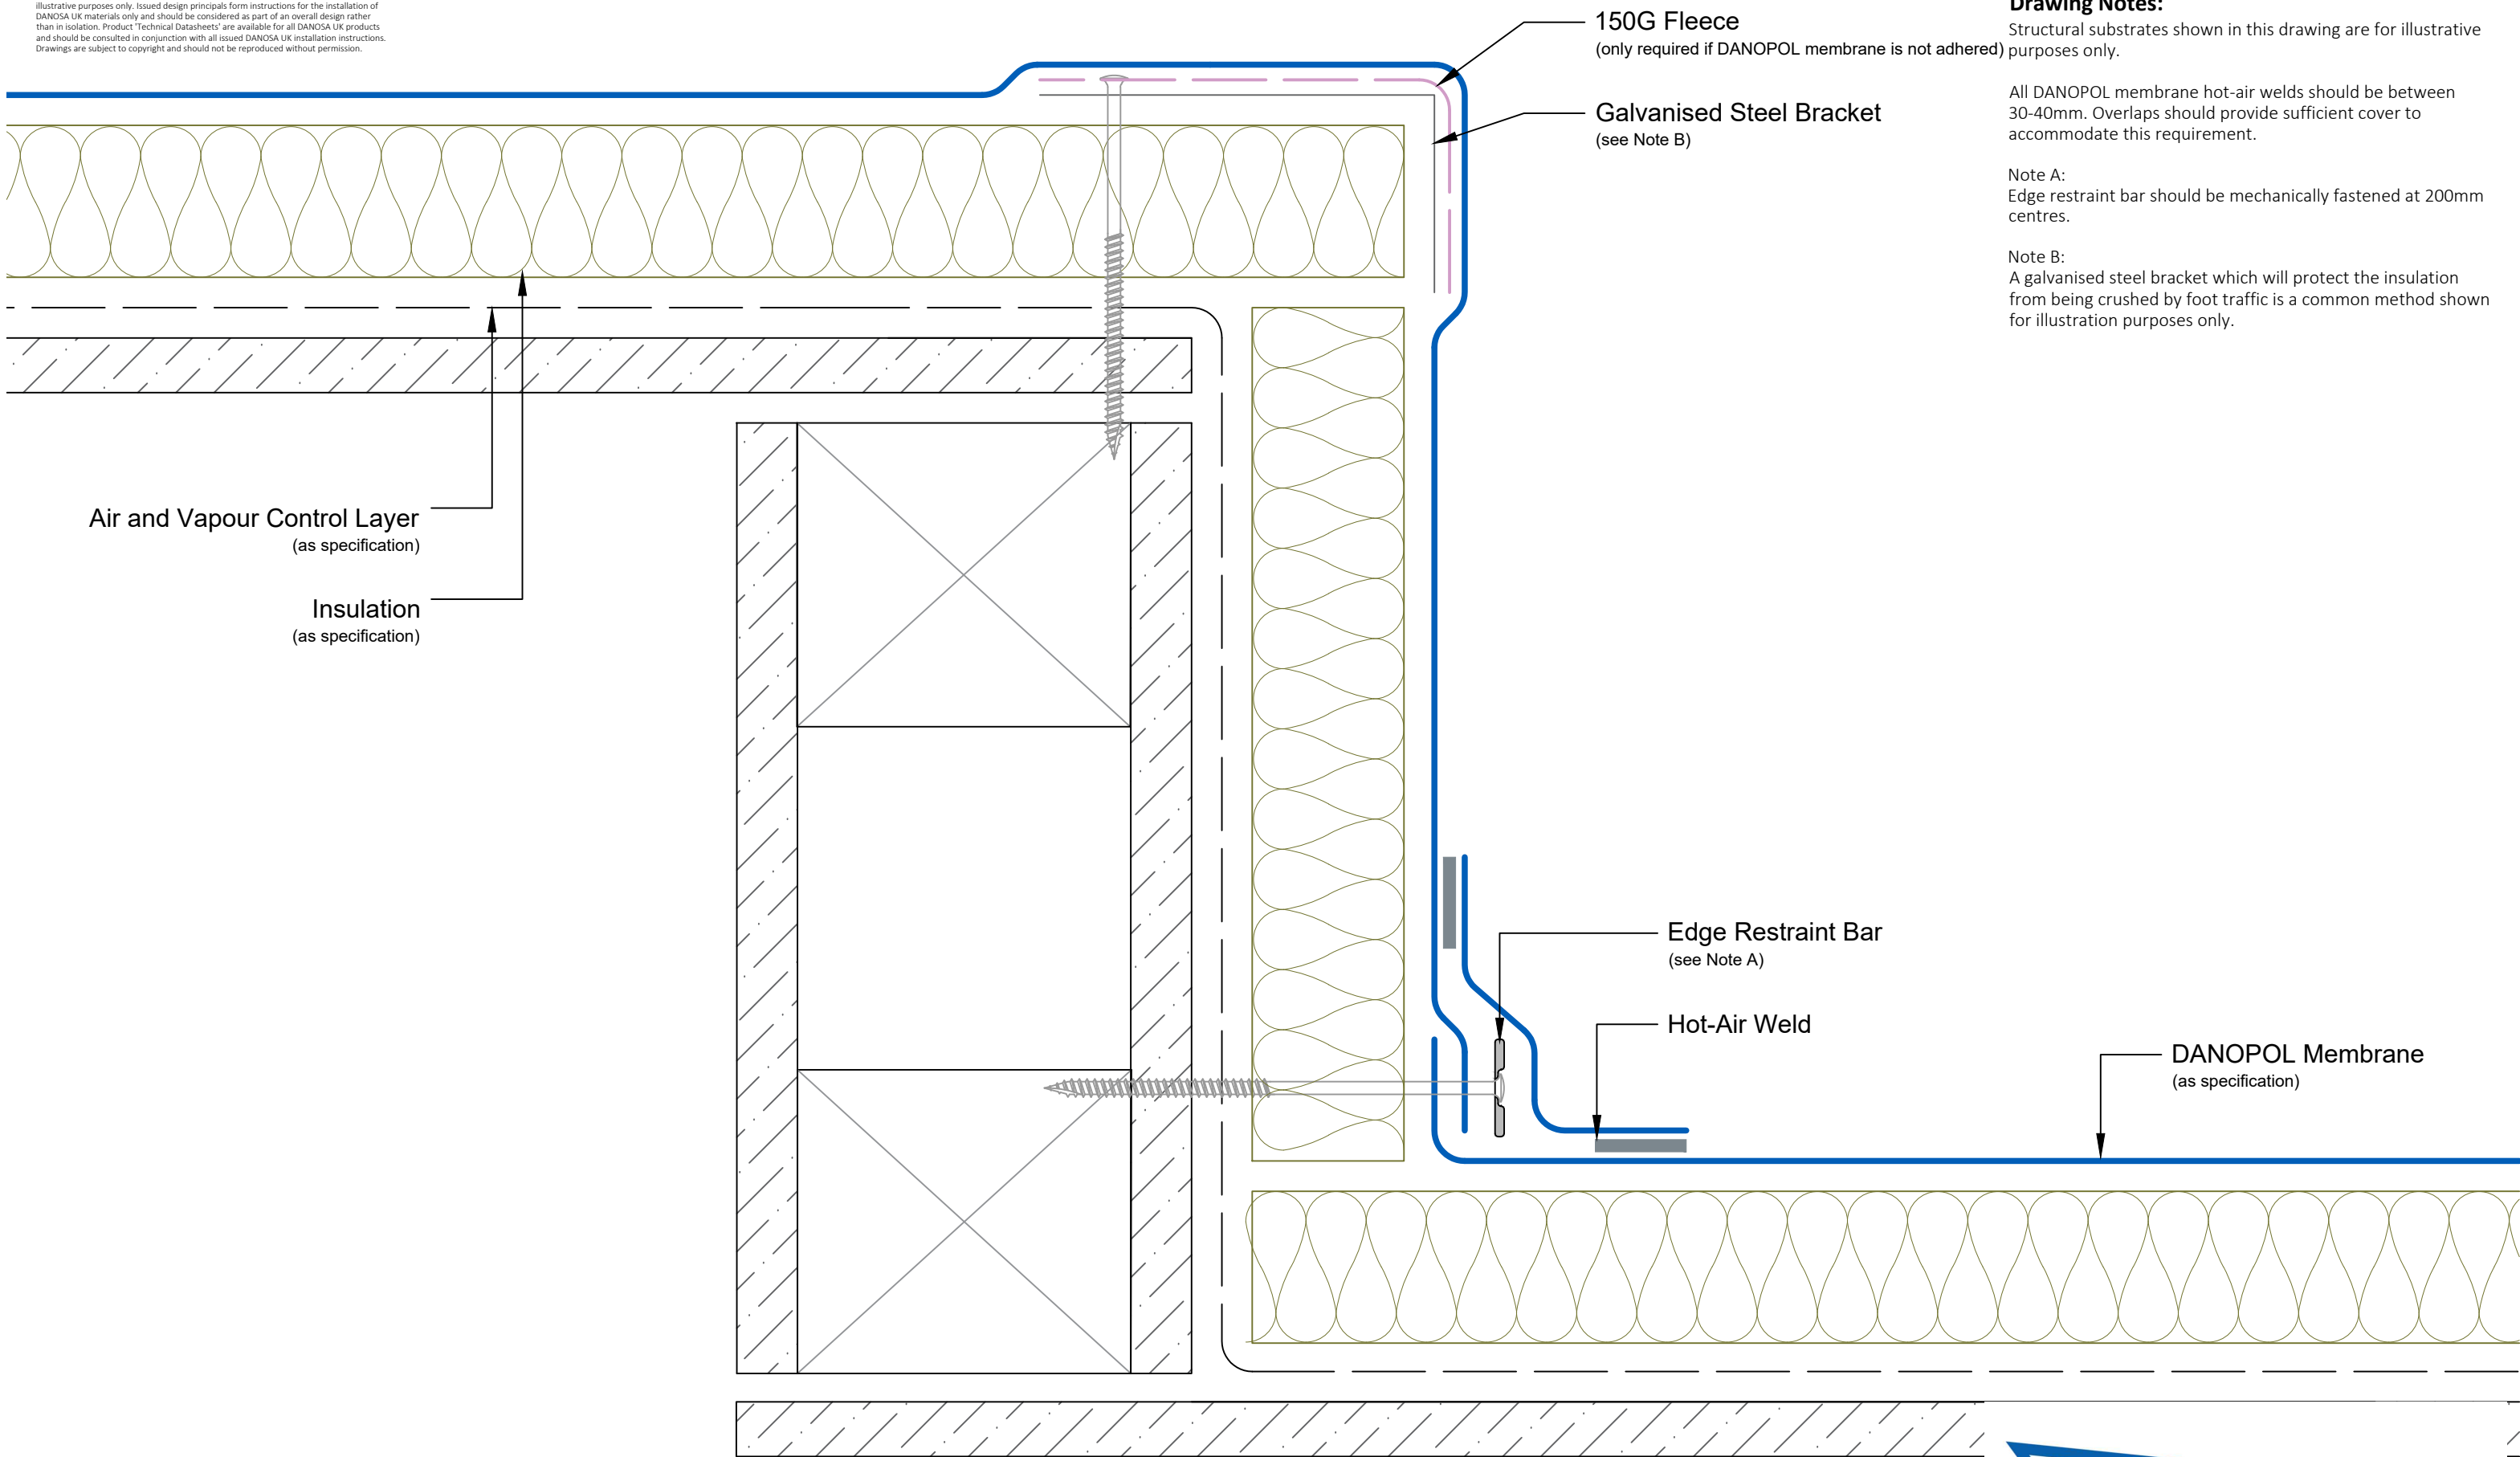 illustrative purposes only. Issued design principals form instructions for the installation of
DANOSA UK materials only and should be considered as part of an overall design rather
than in isolation. Product 'Technical Datasheets' are available for all DANOSA UK products
and should be consulted in conjunction with all issued DANOSA UK installation instructions.
Drawings are subject to copyright and should not be reproduced without permission.
150G Fleece
(only required if DANOPOL membrane is not adhered)
Galvanised Steel Bracket
(see Note B)
Drawing Notes:
Structural substrates shown in this drawing are for illustrative
purposes only.
All DANOPOL membrane hot-air welds should be between
30-40mm. Overlaps should provide sufficient cover to
accommodate this requirement.
Note A:
Edge restraint bar should be mechanically fastened at 200mm
centres.
Note B:
A galvanised steel bracket which will protect the insulation
from being crushed by foot traffic is a common method shown
for illustration purposes only.
Air and Vapour Control Layer
(as specification)
Insulation
(as specification)
Edge Restraint Bar
(see Note A)
Hot-Air Weld
DANOPOL Membrane
(as specification)